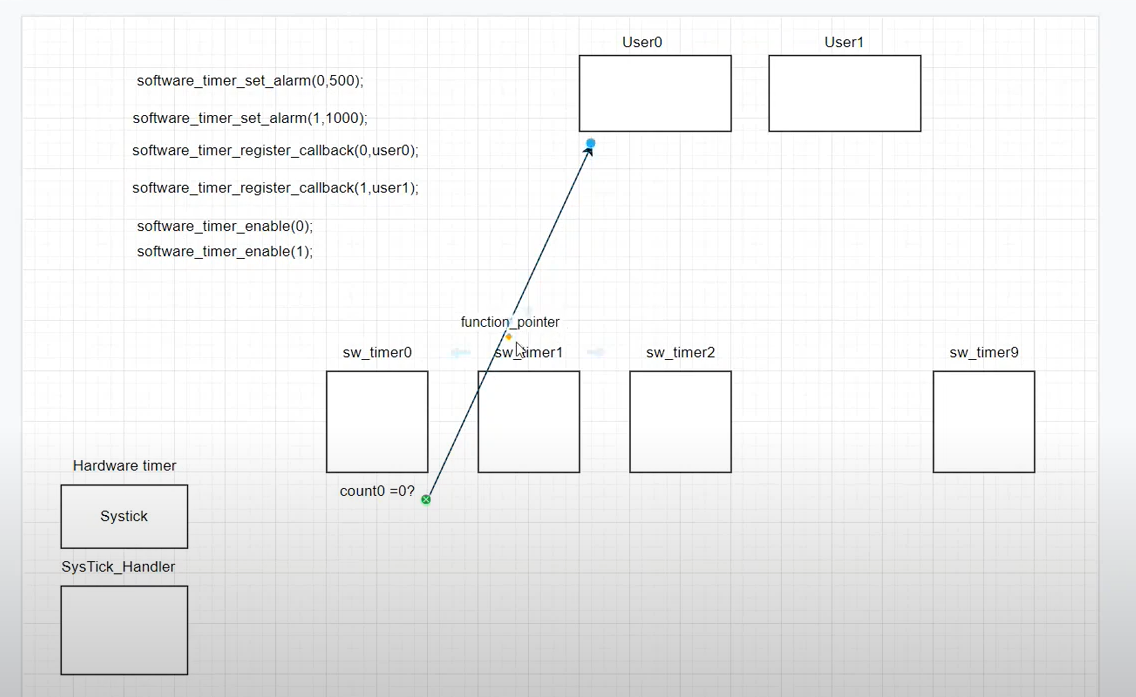 User0
User1
software_timer_set_alarm(0,500);
software_timer_set_alarm(1,1000);
software_timer_register_callback(0,user0);
software_timer_register_callback(1,user1);
software_timer_enable(0);
software_timer_enable(1);
function_pointer
sw_timer0
sw_timer1
sw_timer2
sw_timer9
Hardware timer
count0 =0?
Systick
SysTick_Handler